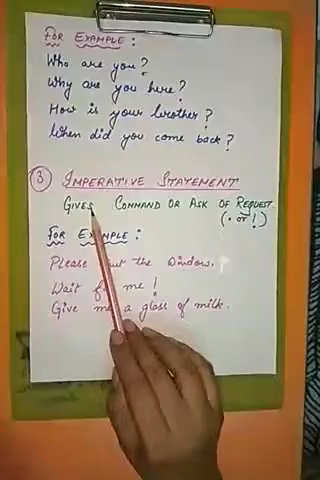 FOR EXAMPLE :
Who are you ?
Why are you here ?
How is your brother ?
When did you come back ?
3 IMPERATIVE STATEMENT
GIVES COMMAND OR ASK OF REQUEST
(. or !)
FOR EXAMPLE :
Please the window.
Wait for me !
Give me a glass of milk.